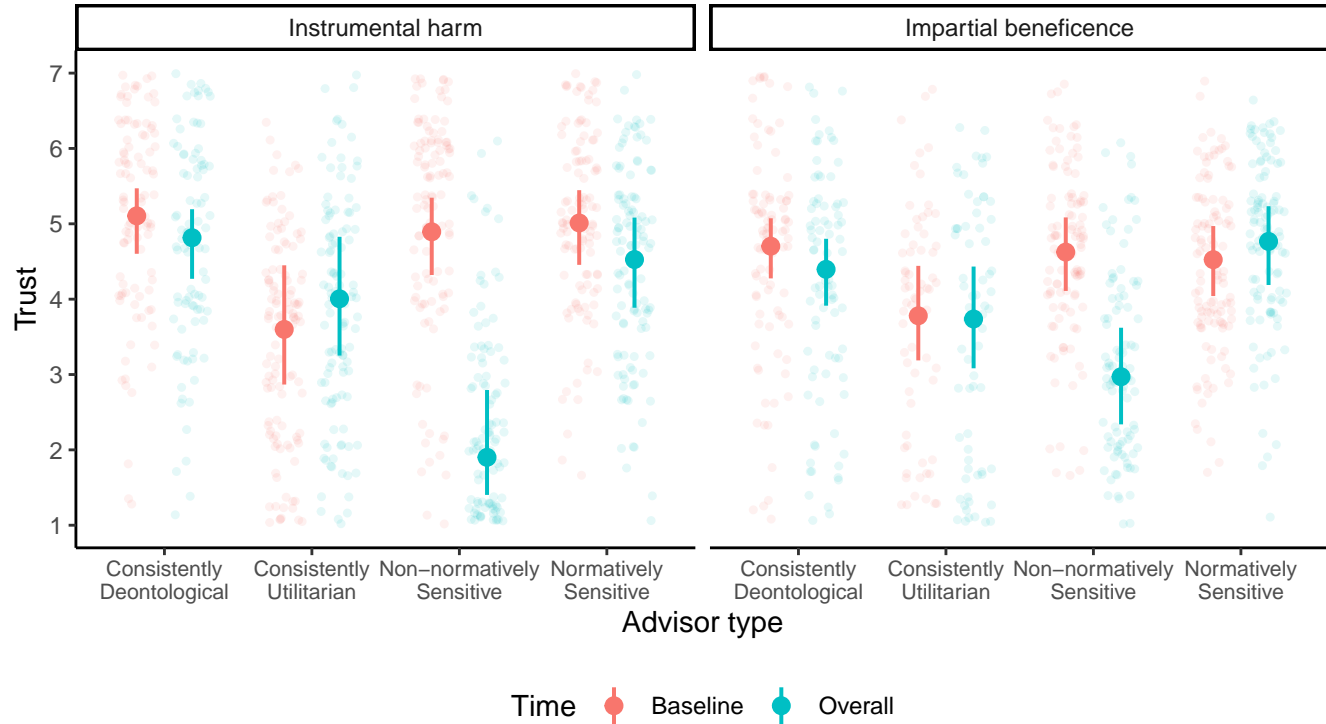 Instrumental harm
Impartial beneficence
Trust
7
6
5
4
3
2
1
Consistently Deontological
Consistently Utilitarian
Non−normatively Sensitive
Normatively Sensitive
Consistently Deontological
Consistently Utilitarian
Non−normatively Sensitive
Normatively Sensitive
Advisor type
Time
Baseline
Overall